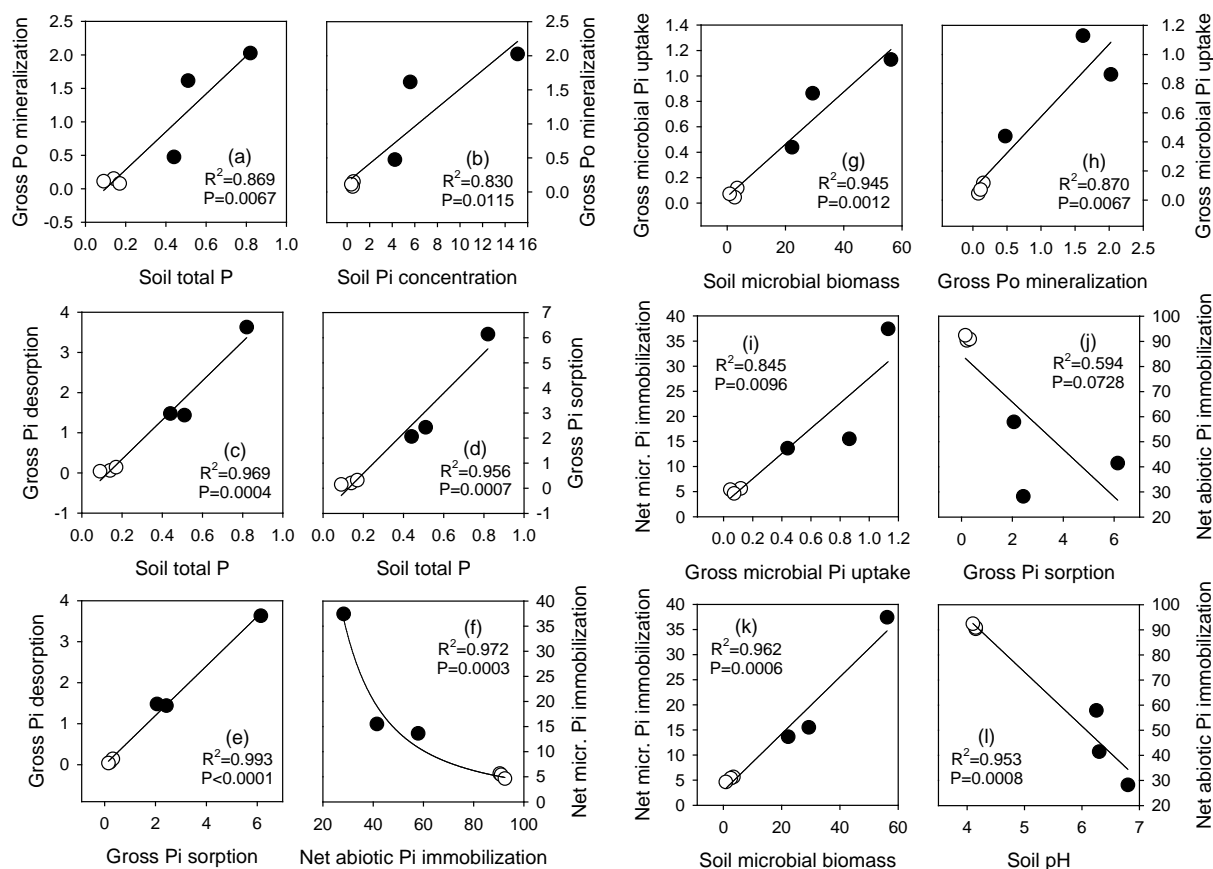 Gross Po mineralization
2.5
2.0
1.5
1.0
0.5
0.0
-0.5
(a)
R²=0.869
P=0.0067
0.0 0.2 0.4 0.6 0.8 1.0
Soil total P
(b)
R²=0.830
P=0.0115
0 2 4 6 8 10 12 14 16
Soil Pi concentration
2.5
2.0
1.5
1.0
0.5
0.0
-0.5
Gross Po mineralization
Gross microbial Pi uptake
1.4
1.2
1.0
0.8
0.6
0.4
0.2
0.0
(g)
R²=0.945
P=0.0012
0 20 40 60
Soil microbial biomass
(h)
R²=0.870
P=0.0067
0.0 0.5 1.0 1.5 2.0 2.5
Gross Po mineralization
1.2
1.0
0.8
0.6
0.4
0.2
0.0
Gross microbial Pi uptake
Gross Pi desorption
4
3
2
1
0
-1
(c)
R²=0.969
P=0.0004
0.0 0.2 0.4 0.6 0.8 1.0
Soil total P
(d)
R²=0.956
P=0.0007
0.0 0.2 0.4 0.6 0.8 1.0
Soil total P
7
6
5
4
3
2
1
0
-1
Gross Pi sorption
Net micr. Pi immobilization
40
35
30
25
20
15
10
5
0
(i)
R²=0.845
P=0.0096
0.0 0.2 0.4 0.6 0.8 1.0 1.2
Gross microbial Pi uptake
(j)
R²=0.594
P=0.0728
0 2 4 6
Gross Pi sorption
100
90
80
70
60
50
40
30
20
Net abiotic Pi immobilization
Gross Pi desorption
4
3
2
1
0
(e)
R²=0.993
P<0.0001
0 2 4 6
Gross Pi sorption
(f)
R²=0.972
P=0.0003
20 40 60 80 100
Net abiotic Pi immobilization
40
35
30
25
20
15
10
5
0
Net micr. Pi immobilization
Net micr. Pi immobilization
40
35
30
25
20
15
10
5
0
(k)
R²=0.962
P=0.0006
0 20 40 60
Soil microbial biomass
(l)
R²=0.953
P=0.0008
4 5 6 7
Soil pH
100
90
80
70
60
50
40
30
20
Net abiotic Pi immobilization